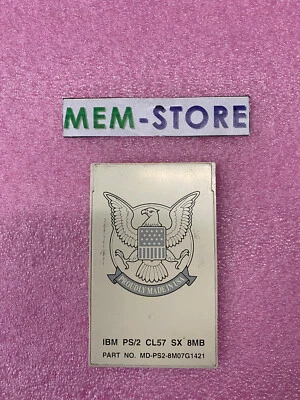 MEM-STORE
PROUDLY MADE IN USA
IBM PS/2 CL57 SX 8MB
PART NO. MD-PS2-8M07G1421